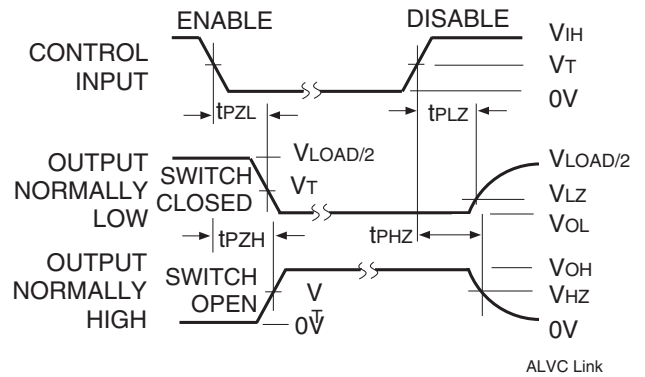 ENABLE
DISABLE
CONTROL
INPUT
VIH
VT
0V
tPZL
tPLZ
OUTPUT
NORMALLY
LOW
SWITCH
CLOSED
VLOAD/2
VT
VLOAD/2
VLZ
VOL
tPZH
tPHZ
OUTPUT
NORMALLY
HIGH
SWITCH
OPEN
VT
0V
VOH
VHZ
0V
ALVC Link